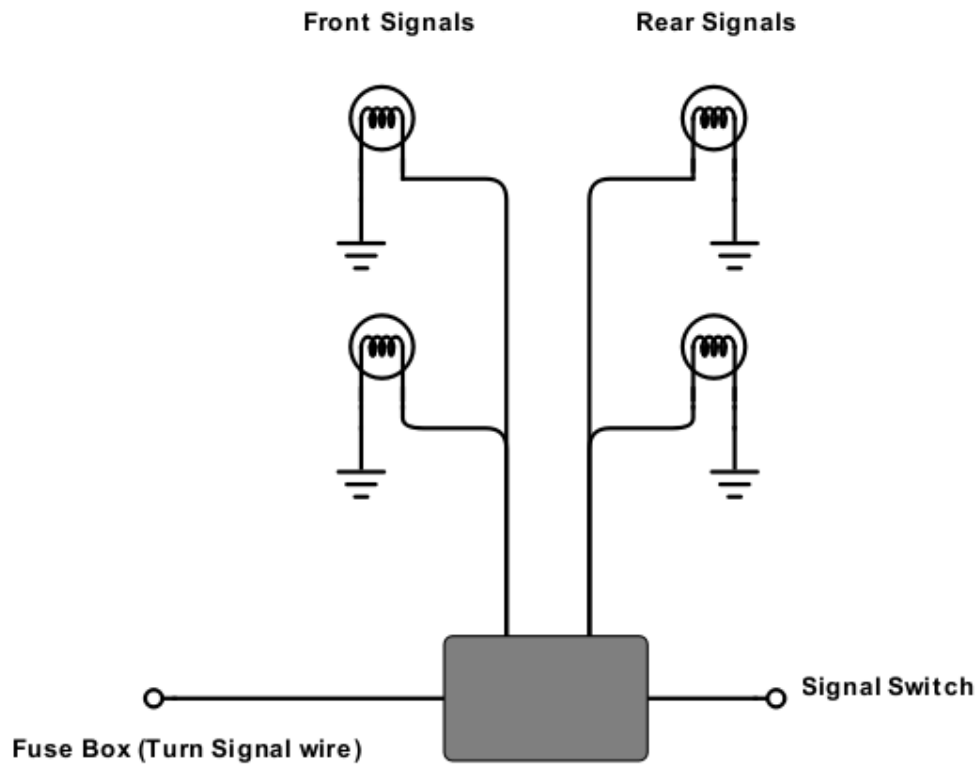 Front Signals
Rear Signals
Signal Switch
Fuse Box (Turn Signal wire)